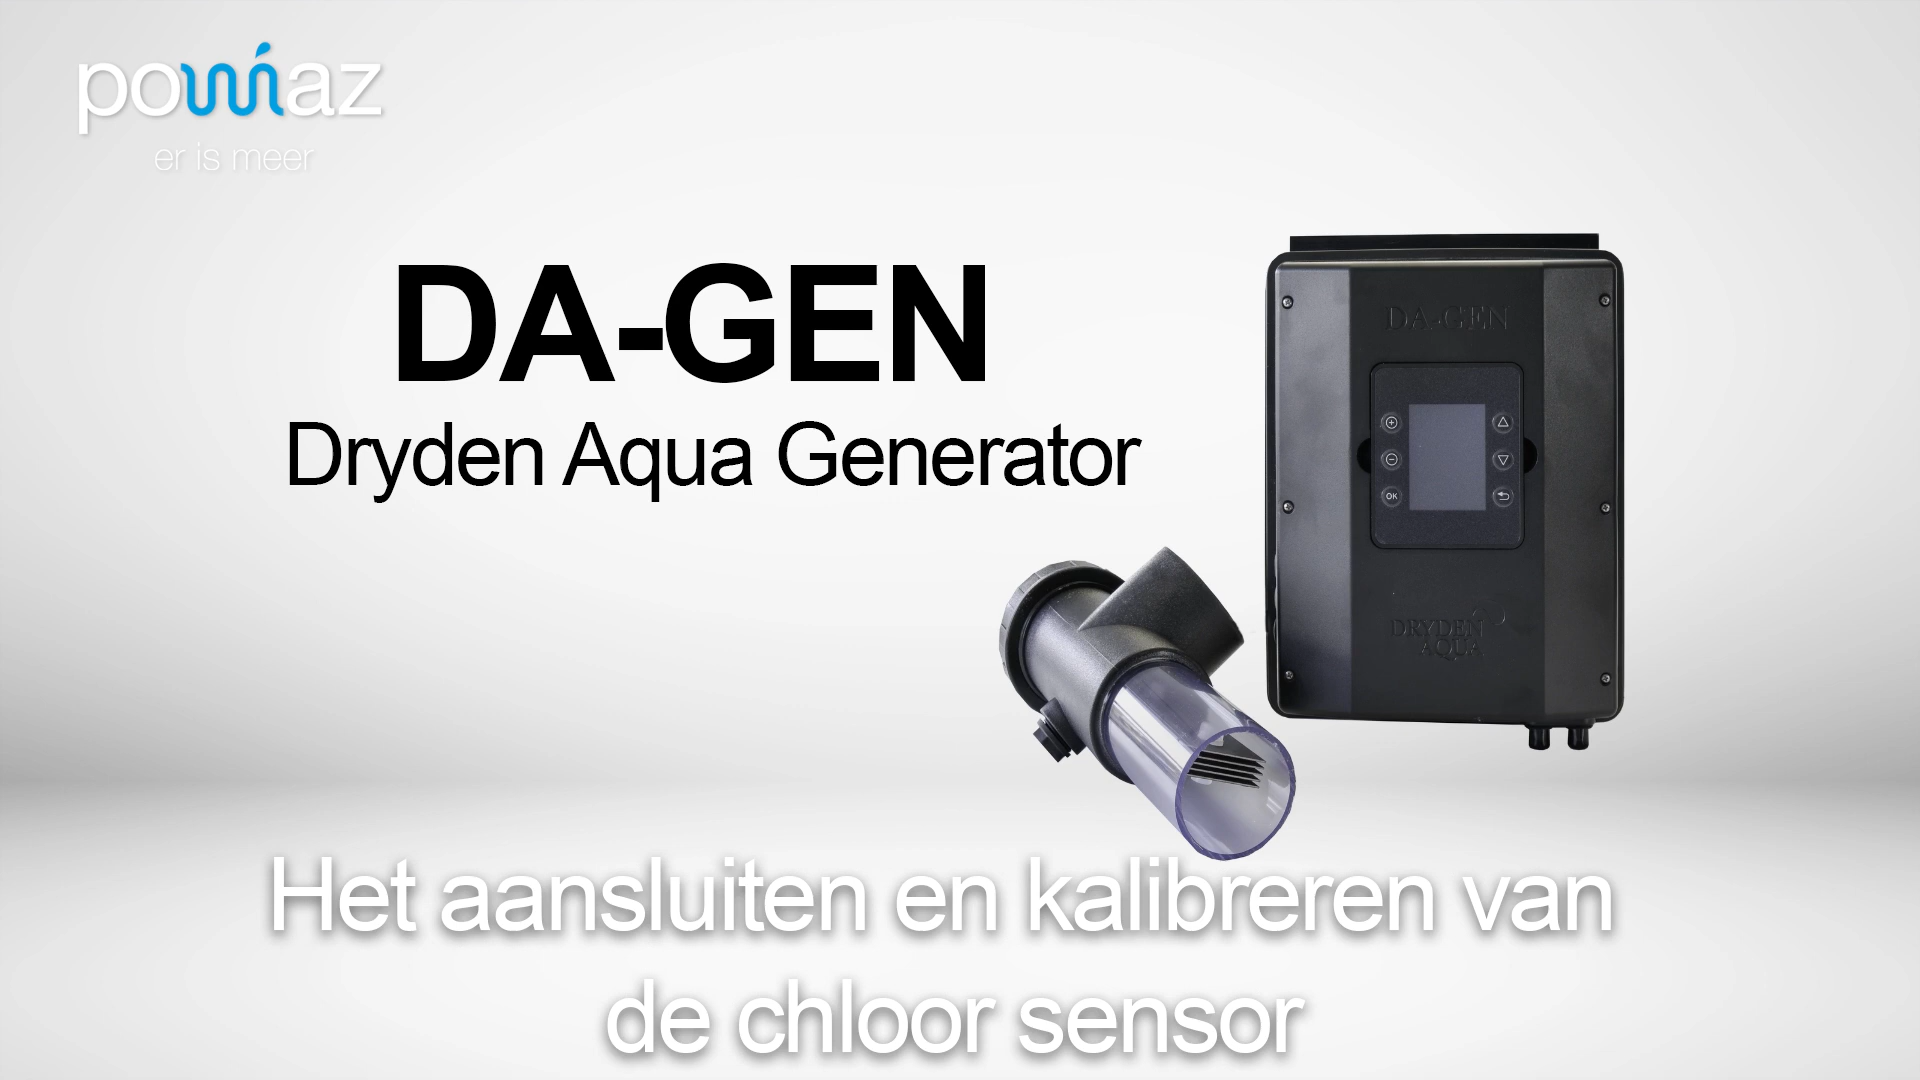 pomaz
er is meer
DA-GEN
Dryden Aqua Generator
DA-GEN
OK
DRYDEN
AQUA
Het aansluiten en kalibreren van
de chloor sensor